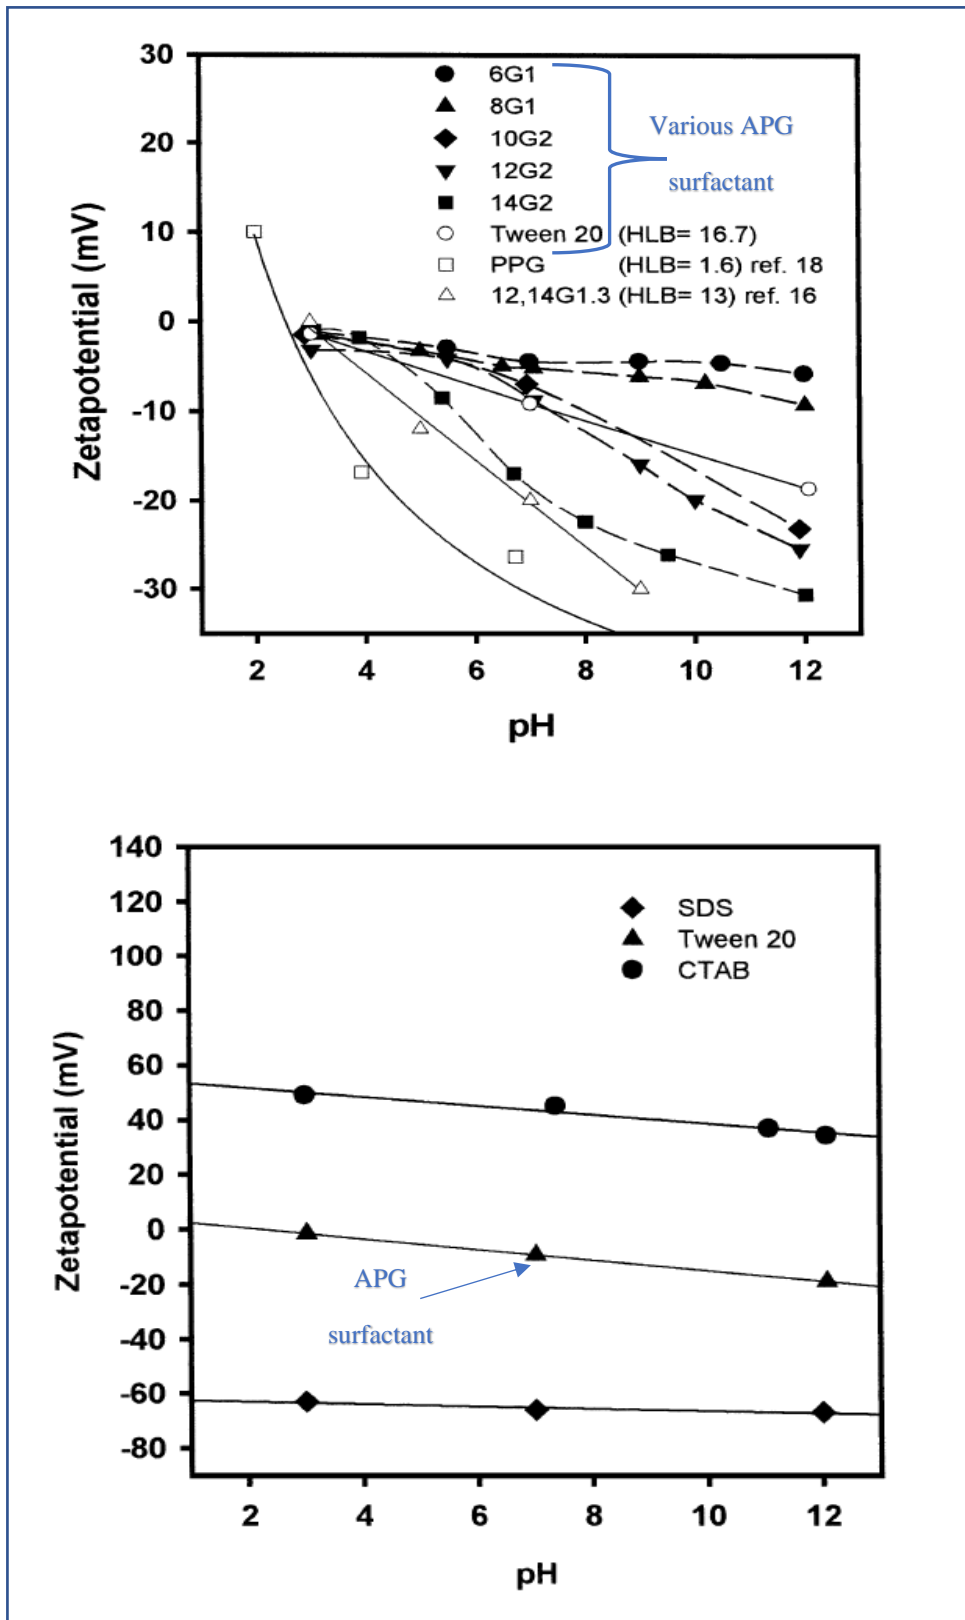 30
20
10
0
-10
-20
-30
Zetapotential (mV)
6G1
8G1
10G2
12G2
14G2
Tween 20 (HLB= 16.7)
PPG (HLB= 1.6) ref. 18
12,14G1.3 (HLB= 13) ref. 16
Various APG
surfactant
2 4 6 8 10 12
pH
140
120
100
80
60
40
20
0
-20
-40
-60
-80
Zetapotential (mV)
SDS
Tween 20
CTAB
APG
surfactant
2 4 6 8 10 12
pH